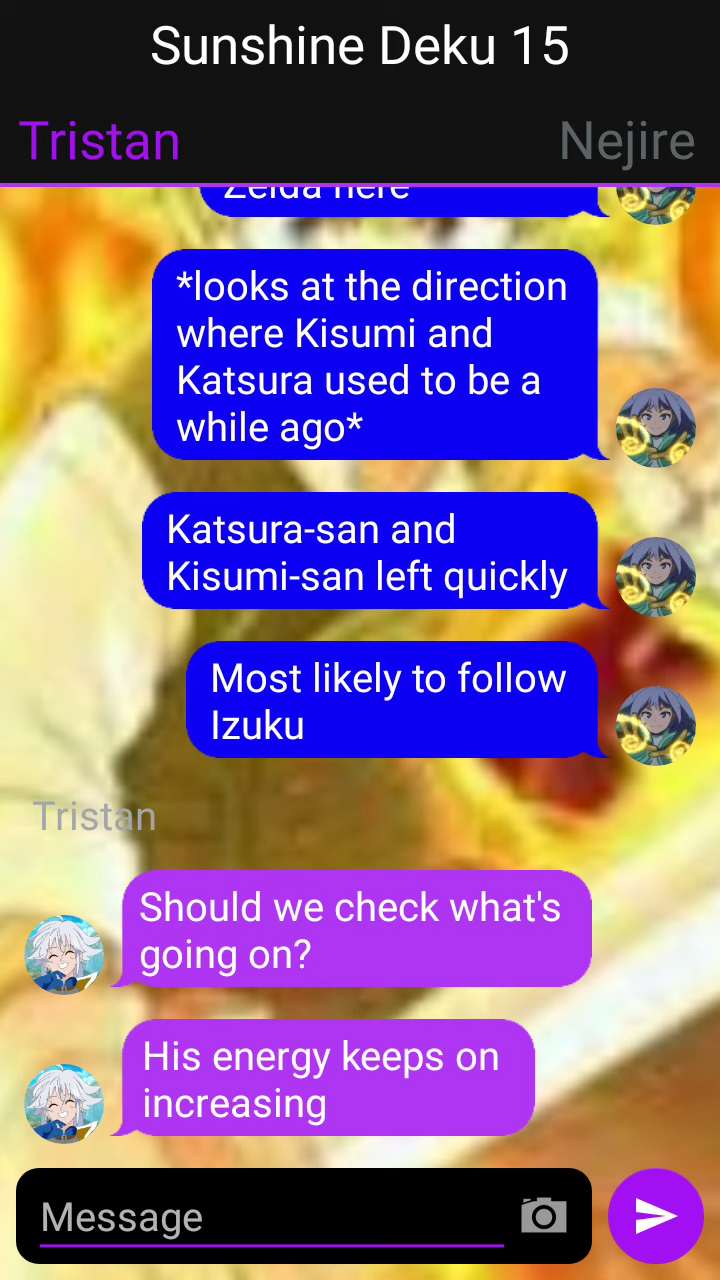 Sunshine Deku 15
Tristan
Nejire
Zelda here
*looks at the direction
where Kisumi and
Katsura used to be a
while ago*
Katsura-san and
Kisumi-san left quickly
Most likely to follow
Izuku
Tristan
Should we check what's
going on?
His energy keeps on
increasing
Message